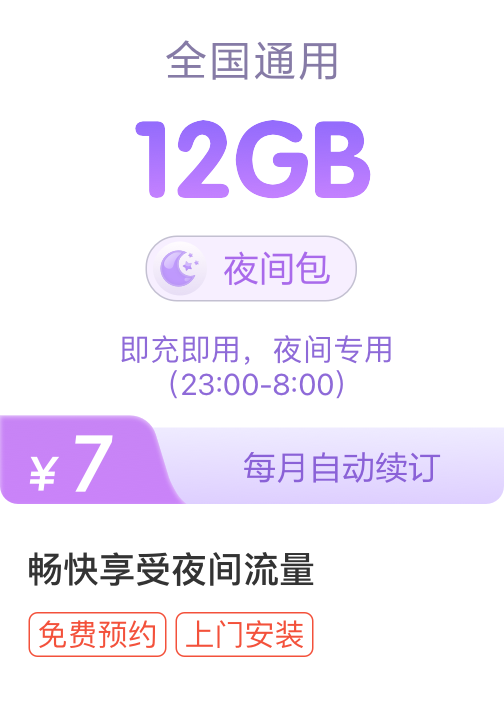 全国通用
12GB
夜间包
即充即用，夜间专用
（23:00-8:00）
¥7 每月自动续订
畅快享受夜间流量
免费预约 上门安装